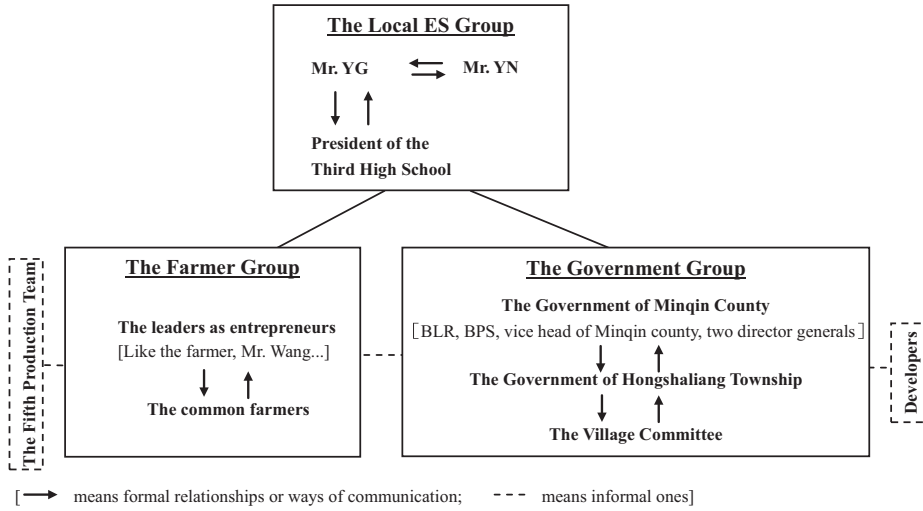 The Local ES Group
Mr. YG
Mr. YN
President of the
Third High School
The Fifth Production Team
The Farmer Group
The leaders as entrepreneurs
[Like the farmer, Mr. Wang...]
The common farmers
The Government Group
The Government of Minqin County
[BLR, BPS, vice head of Minqin county, two director generals]
The Government of Hongshaliang Township
The Village Committee
Developers
[ means formal relationships or ways of communication; means informal ones]